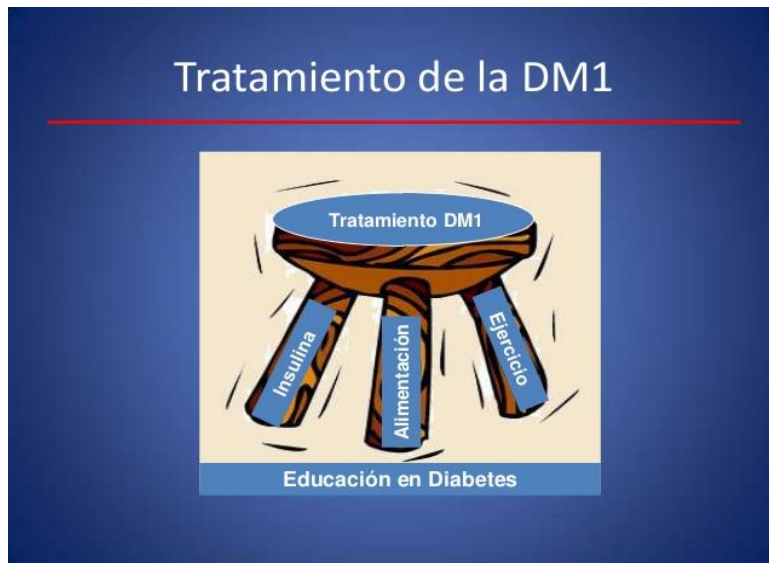 Tratamiento de la DM1
Tratamiento DM1
Insulina
Alimentación
Ejercicio
Educación en Diabetes